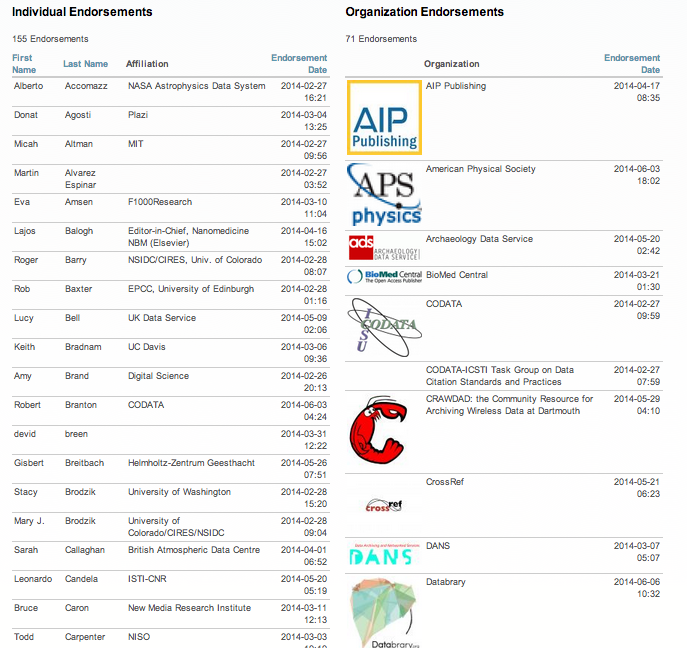 Individual Endorsements
155 Endorsements
First Name Last Name Affiliation Endorsement Date
Alberto Accomazz NASA Astrophysics Data System 2014-02-27 16:21
Donat Agosti Plazi 2014-03-04 13:25
Micah Altman MIT 2014-02-27 09:56
Martin Alvarez Espinar 2014-02-27 03:52
Eva Amsen F1000Research 2014-03-10 11:04
Lajos Balogh Editor-in-Chief, Nanomedicine NBM (Elsevier) 2014-04-16 15:02
Roger Barry NSIDC/CIRES, Univ. of Colorado 2014-02-28 08:07
Rob Baxter EPCC, University of Edinburgh 2014-02-28 01:16
Lucy Bell UK Data Service 2014-05-09 02:06
Keith Bradnam UC Davis 2014-03-06 09:36
Amy Brand Digital Science 2014-02-26 20:13
Robert Branton CODATA 2014-06-03 04:24
devid breen 2014-03-31 12:22
Gisbert Breitbach Helmholtz-Zentrum Geesthacht 2014-05-26 07:51
Stacy Brodzik University of Washington 2014-02-28 15:20
Mary J. Brodzik University of Colorado/CIRES/NSIDC 2014-02-28 09:04
Sarah Callaghan British Atmospheric Data Centre 2014-04-01 06:52
Leonardo Candela ISTI-CNR 2014-05-20 05:19
Bruce Caron New Media Research Institute 2014-03-11 12:13
Todd Carpenter NISO 2014-03-03
Organization Endorsements
71 Endorsements
Organization Endorsement Date
AIP Publishing AIP Publishing 2014-04-17 08:35
APS physics American Physical Society 2014-06-03 18:02
ads ARCHAEOLOGY DATA SERVICE Archaeology Data Service 2014-05-20 02:42
BioMed Central The Open Access Publisher BioMed Central 2014-03-21 01:30
ICSU CODATA CODATA 2014-02-27 09:59
CODATA-ICSTI Task Group on Data Citation Standards and Practices 2014-02-27 07:59
CRAWDAD: the Community Resource for Archiving Wireless Data at Dartmouth 2014-05-29 04:10
crossref CrossRef 2014-05-21 06:23
DANS DANS 2014-03-07 05:07
Databrary Databrary 2014-06-06 10:32